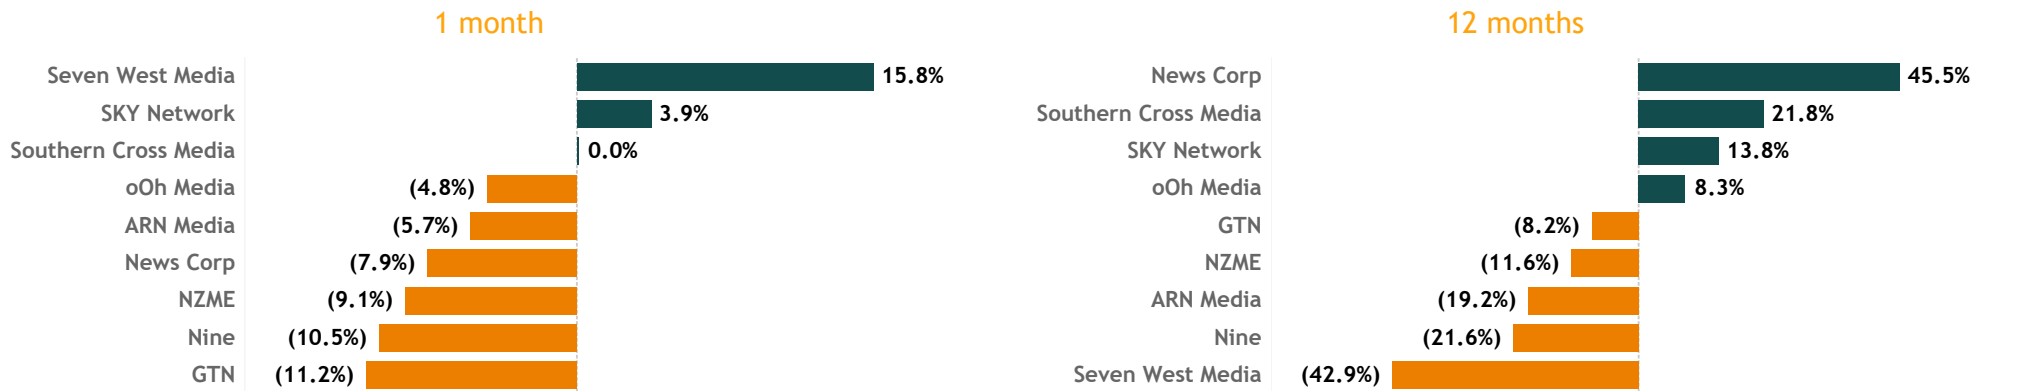 1 month
Seven West Media 15.8%
SKY Network 3.9%
Southern Cross Media 0.0%
oOh Media (4.8%)
ARN Media (5.7%)
News Corp (7.9%)
NZME (9.1%)
Nine (10.5%)
GTN (11.2%)
12 months
News Corp 45.5%
Southern Cross Media 21.8%
SKY Network 13.8%
oOh Media 8.3%
GTN (8.2%)
NZME (11.6%)
ARN Media (19.2%)
Nine (21.6%)
Seven West Media (42.9%)